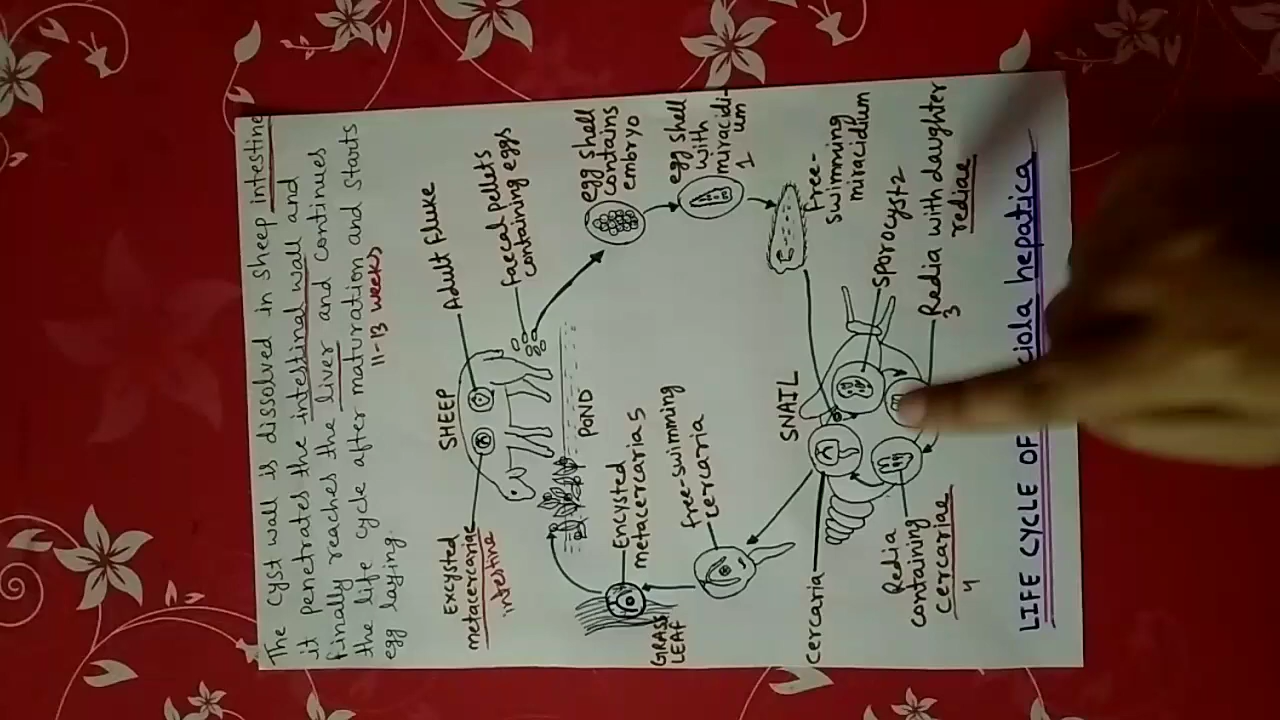 The cyst wall is dissolved in sheep intestine
it penetrates the intestinal wall and
finally reaches the liver and continues
the life cycle after maturation and starts
egg laying.
11-13 weeks
SHEEP
Adult Fluke
Excysted
metacercariae
intestine
faecal pellets
containing eggs
POND
egg shell
contains
embryo
Encysted
metacercaria 5
GRASS
LEAF
egg shell
with
miracidi-
um
1
free-swimming
cercaria
SNAIL
free-
swimming
miracidium
Cercaria
Sporocyst 2
Redia
containing
Cercariae
4
Redia with daughter
3 rediae
LIFE CYCLE OF ciola hepatica